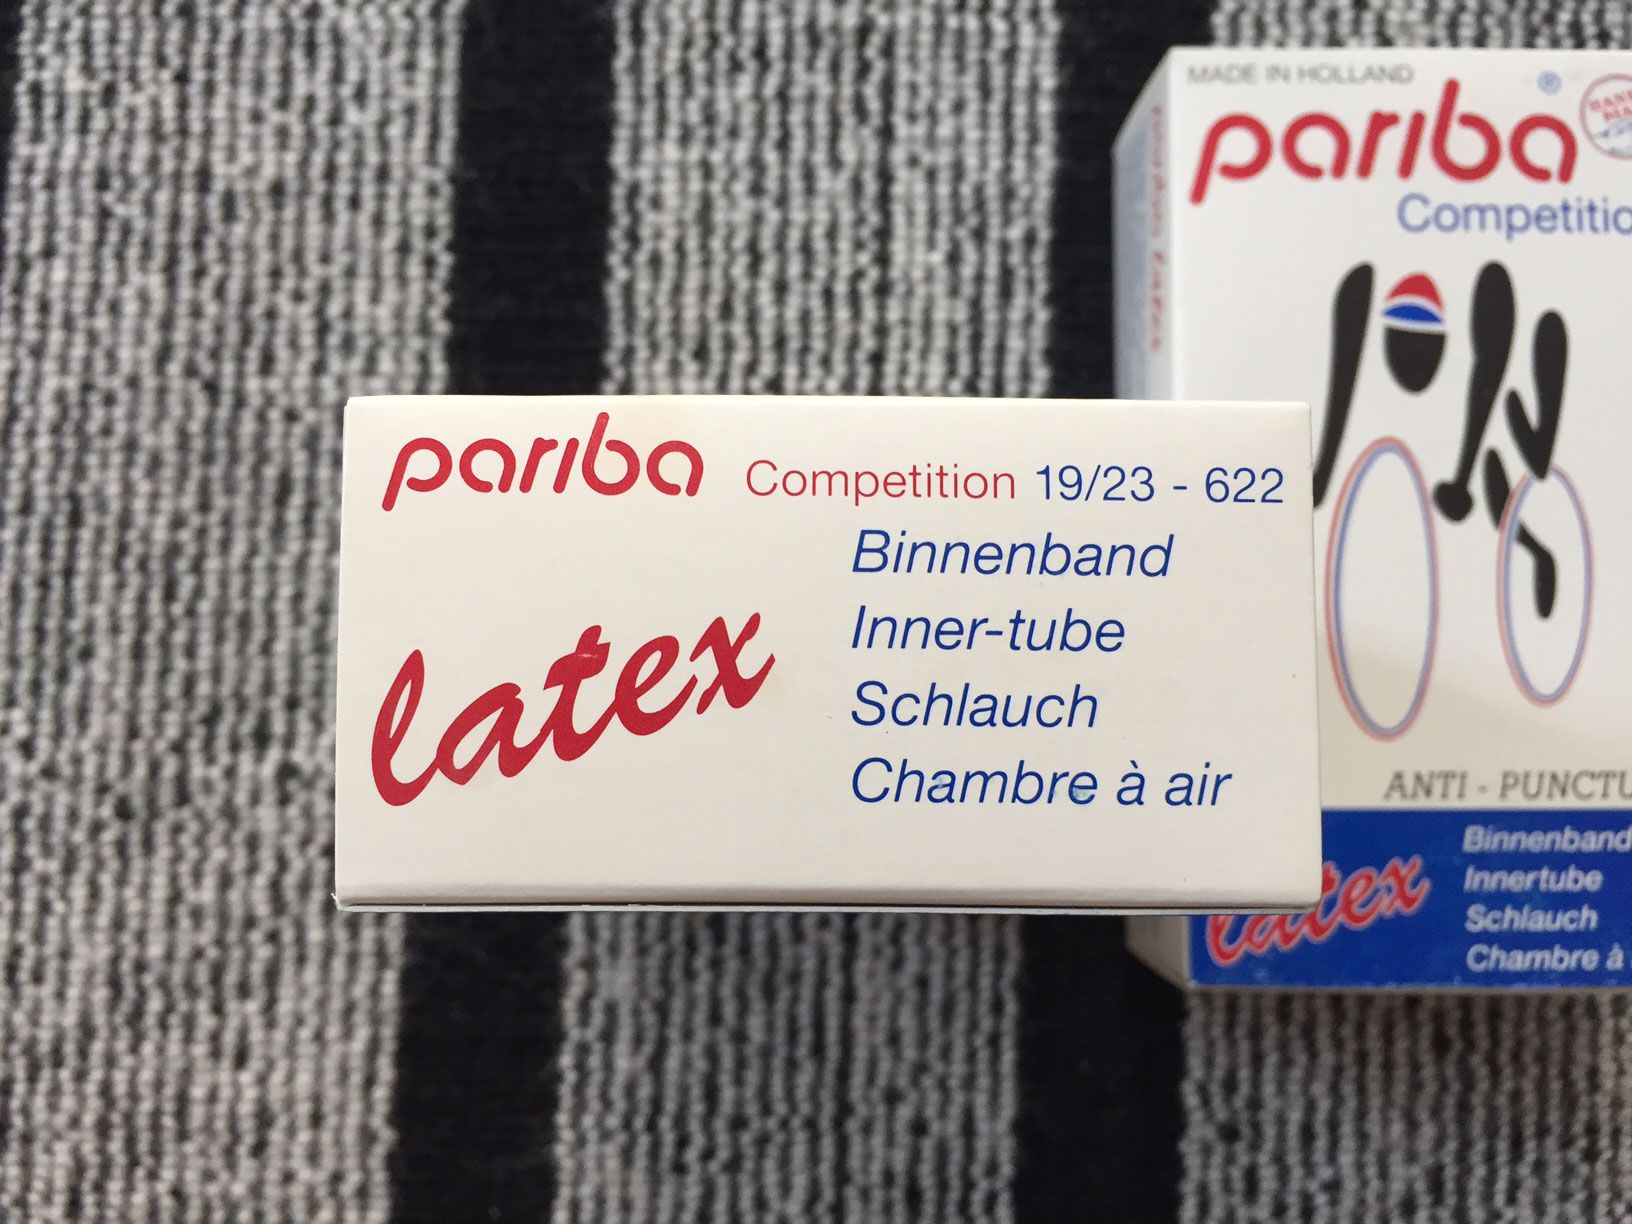 pariba Competition 19/23 - 622
latex
Binnenband
Inner-tube
Schlauch
Chambre à air
MADE IN HOLLAND
pariba ®
Competitio
ANTI - PUNCTU
latex
Binnenband
Innertube
Schlauch
Chambre à